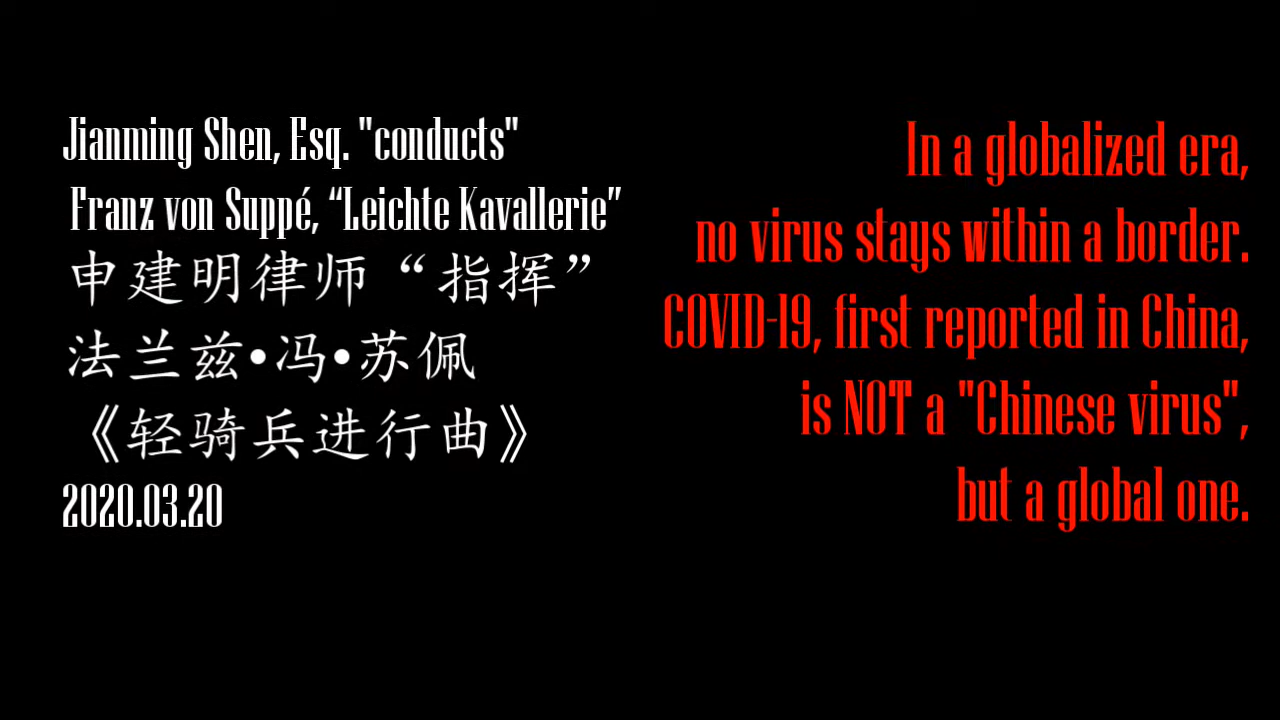 Jianming Shen, Esq. "conducts"
Franz von Suppé, “Leichte Kavallerie”
申建明律师“指挥”
法兰兹•冯•苏佩
《轻骑兵进行曲》
2020.03.20
In a globalized era,
no virus stays within a border.
COVID-19, first reported in China,
is NOT a "Chinese virus",
but a global one.